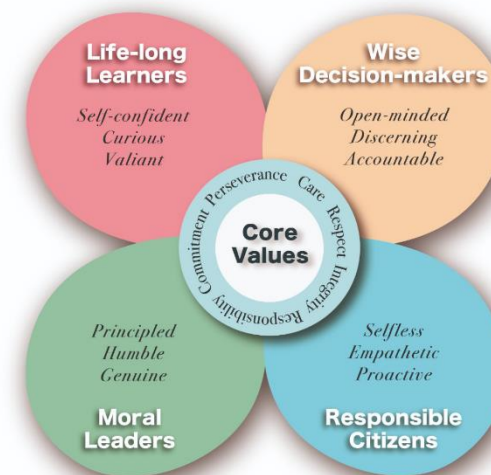 Life-long
Learners
Self-confident
Curious
Valiant
Wise
Decision-makers
Open-minded
Discerning
Accountable
Commitment Perseverance Care Respect Integrity Responsibility
Core
Values
Principled
Humble
Genuine
Moral
Leaders
Selfless
Empathetic
Proactive
Responsible
Citizens